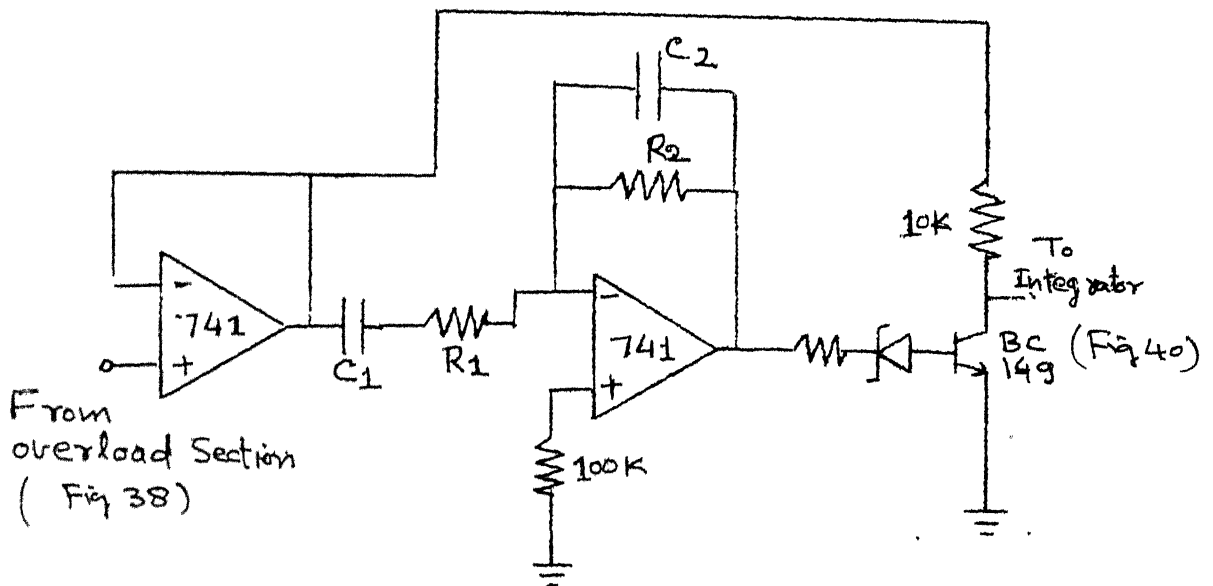 C2
R2
10K
To
Integrator
-
741
+
C1
R1
-
741
+
BC
149
(Fig 40)
From
overload Section
( Fig 38)
100K